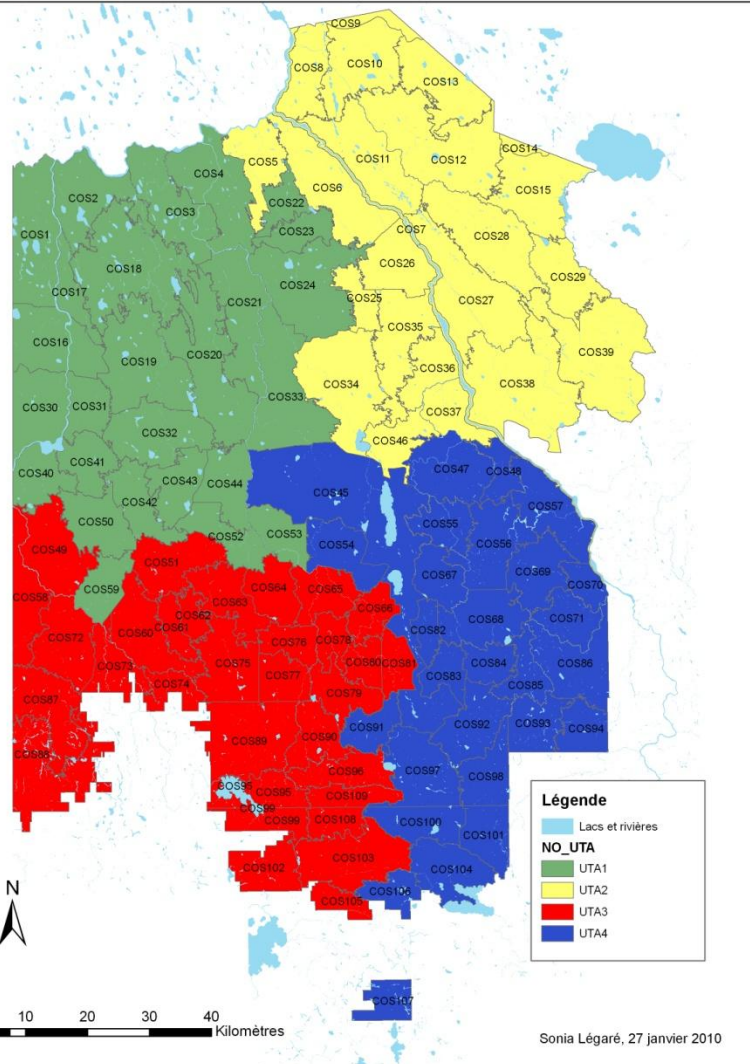 COS9
COS8
COS10
COS13
COS14
COS4
COS5
COS11
COS12
COS2
COS6
COS15
COS3
COS22
COS1
COS23
COS7
COS28
COS18
COS26
COS29
COS17
COS21
COS24
COS25
COS27
COS16
COS35
COS19
COS20
COS36
COS39
COS34
COS38
COS30
COS31
COS33
COS37
COS32
COS46
COS41
COS40
COS43
COS44
COS45
COS47
COS48
COS42
COS50
COS55
COS57
COS52
COS53
COS54
COS56
COS49
COS51
COS59
COS64
COS65
COS67
COS69
COS70
COS58
COS63
COS66
COS62
COS61
COS60
COS68
COS71
COS72
COS76
COS78
COS82
COS73
COS75
COS80
COS81
COS84
COS86
COS74
COS77
COS83
COS85
COS87
COS79
COS91
COS92
COS93
COS94
COS89
COS90
COS88
COS96
COS97
COS98
COS95
COS95
COS109
COS99
COS99
COS108
COS100
COS101
COS103
COS102
COS104
COS105
COS106
COS107
Légende
Lacs et rivières
NO_UTA
UTA1
UTA2
UTA3
UTA4
N
10 20 30 40
Kilomètres
Sonia Légaré, 27 janvier 2010